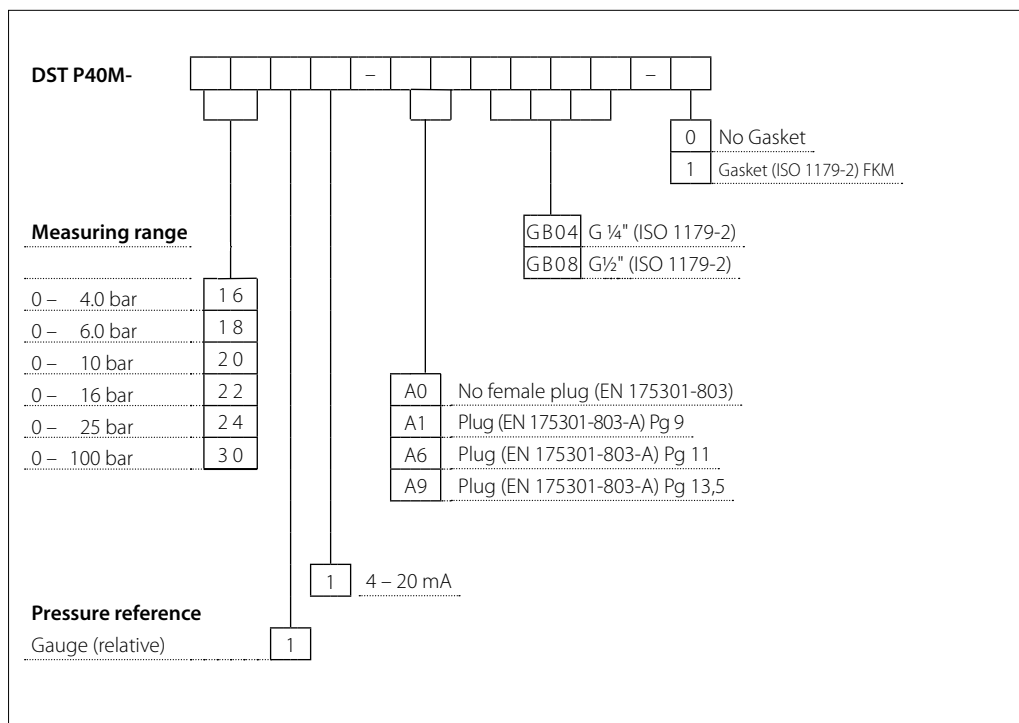 DST P40M-
–
–
0 No Gasket
1 Gasket (ISO 1179-2) FKM
Measuring range
GB04 G ¼" (ISO 1179-2)
GB08 G½" (ISO 1179-2)
0 – 4.0 bar 16
0 – 6.0 bar 18
0 – 10 bar 20
0 – 16 bar 22
0 – 25 bar 24
0 – 100 bar 30
A0 No female plug (EN 175301-803)
A1 Plug (EN 175301-803-A) Pg 9
A6 Plug (EN 175301-803-A) Pg 11
A9 Plug (EN 175301-803-A) Pg 13,5
1 4 – 20 mA
Pressure reference
Gauge (relative) 1